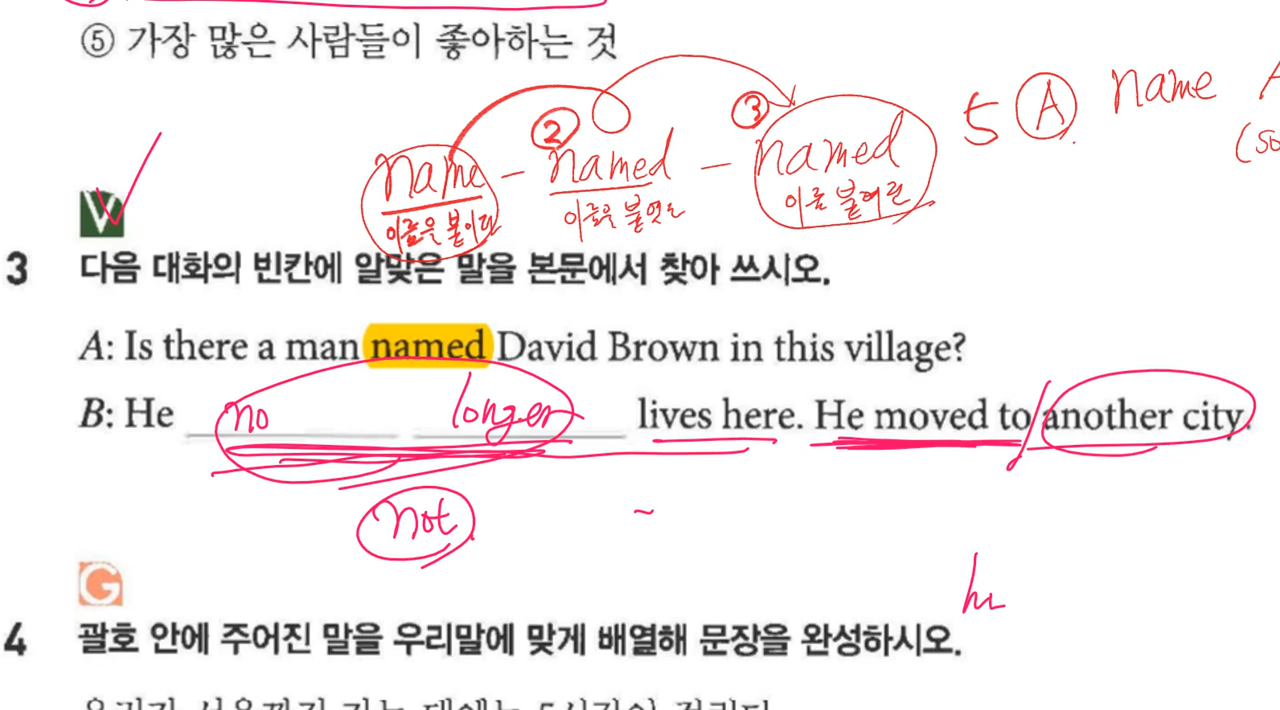 ⑤ 가장 많은 사람들이 좋아하는 것
name - ② named - ③ named 5 Ⓐ name
이름을 붙이다 이름을 붙였다 이름 붙여진
W
3 다음 대화의 빈칸에 알맞은 말을 본문에서 찾아 쓰시오.
A: Is there a man named David Brown in this village?
B: He no longer lives here. He moved to another city.
not ~
G
4 괄호 안에 주어진 말을 우리말에 맞게 배열해 문장을 완성하시오.